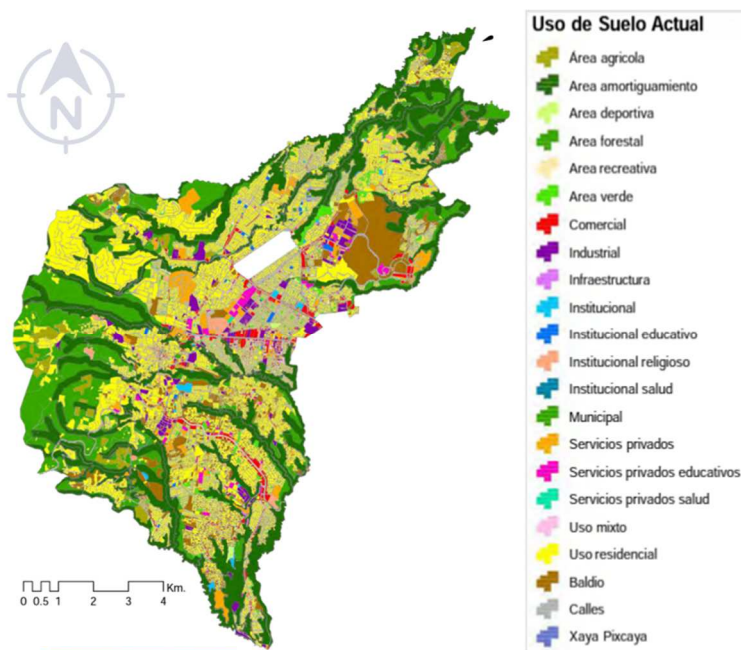 Uso de Suelo Actual
Área agricola
Area amortiguamiento
Area deportiva
Area forestal
Area recreativa
Area verde
Comercial
Industrial
Infraestructura
Institucional
Institucional educativo
Institucional religioso
Institucional salud
Municipal
Servicios privados
Servicios privados educativos
Servicios privados salud
Uso mixto
Uso residencial
Baldio
Calles
Xaya Pixcaya
N
Km.
0 0.5 1 2 3 4